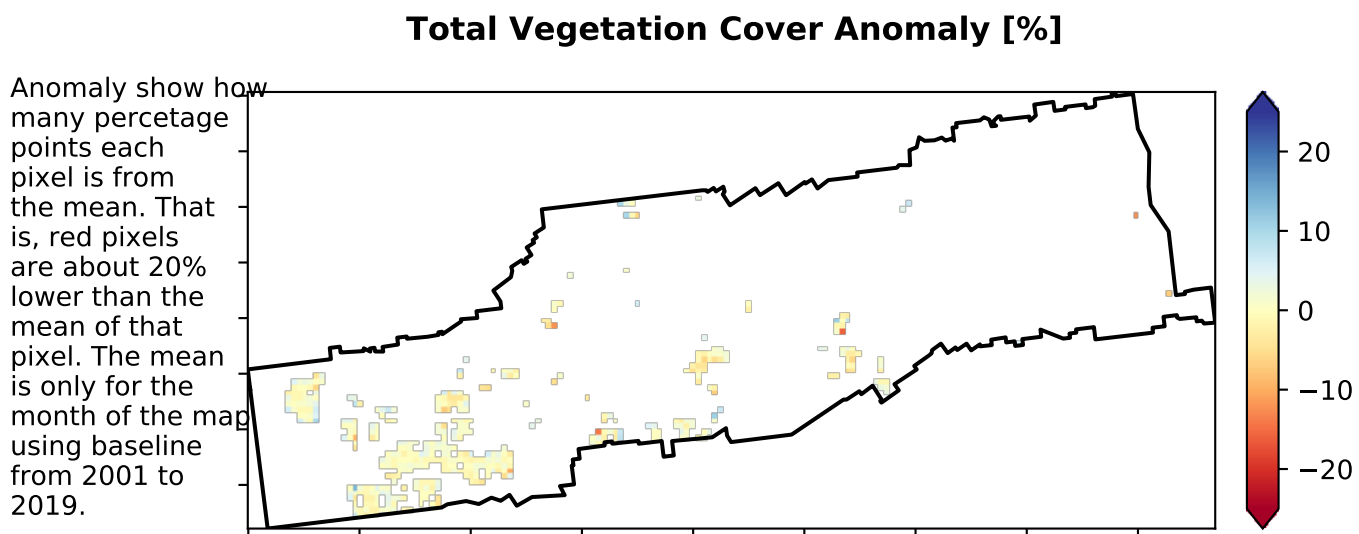 Total Vegetation Cover Anomaly [%]
Anomaly show how
many percetage
points each
pixel is from
the mean. That
is, red pixels
are about 20%
lower than the
mean of that
pixel. The mean
is only for the
month of the map
using baseline
from 2001 to
2019.
20
10
0
−10
−20